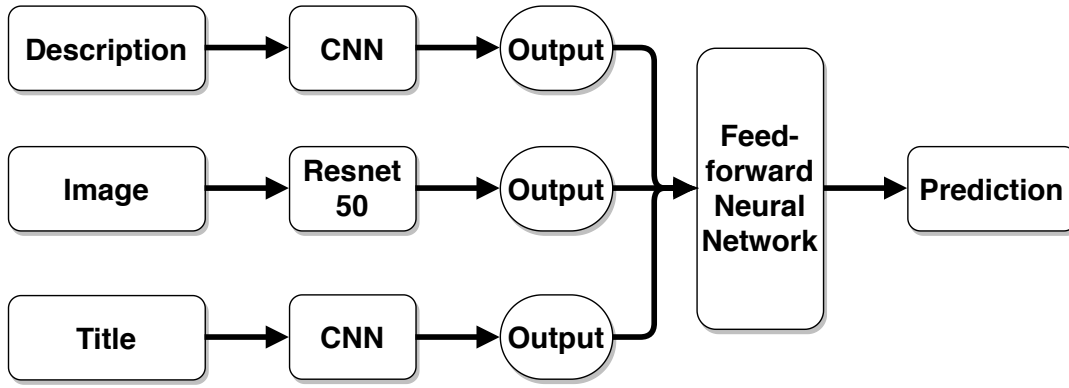 Description
CNN
Output
Image
Resnet
50
Output
Title
CNN
Output
Feed-
forward
Neural
Network
Prediction